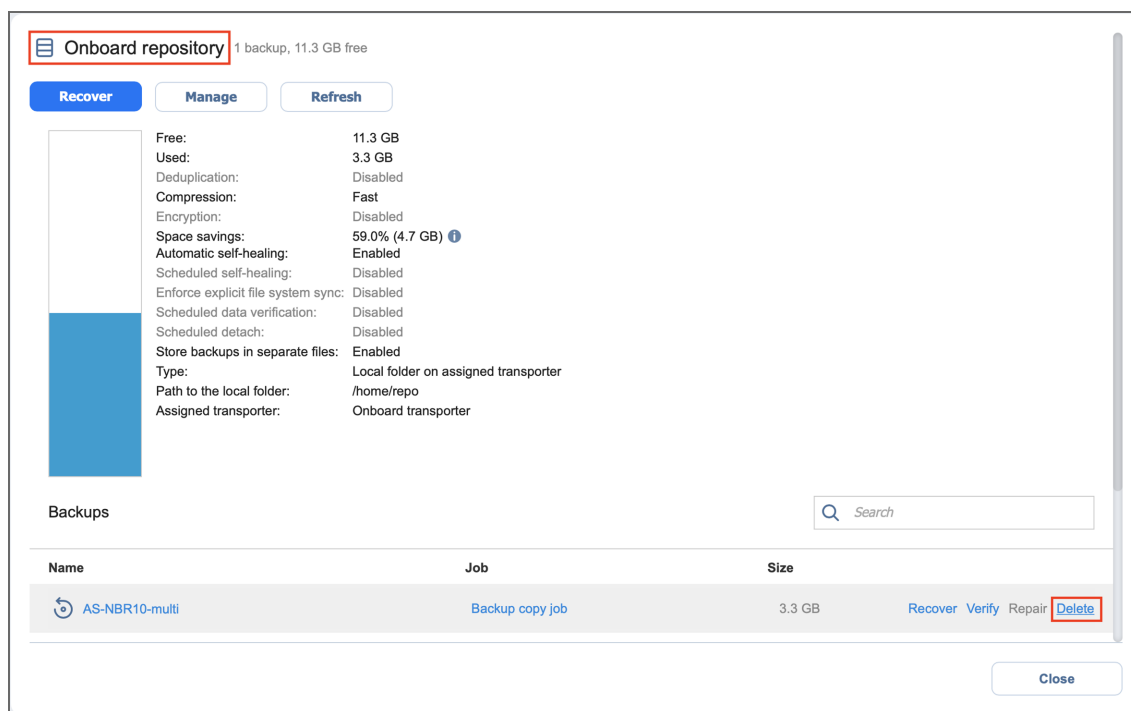 Onboard repository 1 backup, 11.3 GB free
Recover Manage Refresh
Free: 11.3 GB
Used: 3.3 GB
Deduplication: Disabled
Compression: Fast
Encryption: Disabled
Space savings: 59.0% (4.7 GB)
Automatic self-healing: Enabled
Scheduled self-healing: Disabled
Enforce explicit file system sync: Disabled
Scheduled data verification: Disabled
Scheduled detach: Disabled
Store backups in separate files: Enabled
Type: Local folder on assigned transporter
Path to the local folder: /home/repo
Assigned transporter: Onboard transporter
Backups Search
Name Job Size
AS-NBR10-multi Backup copy job 3.3 GB Recover Verify Repair Delete
Close